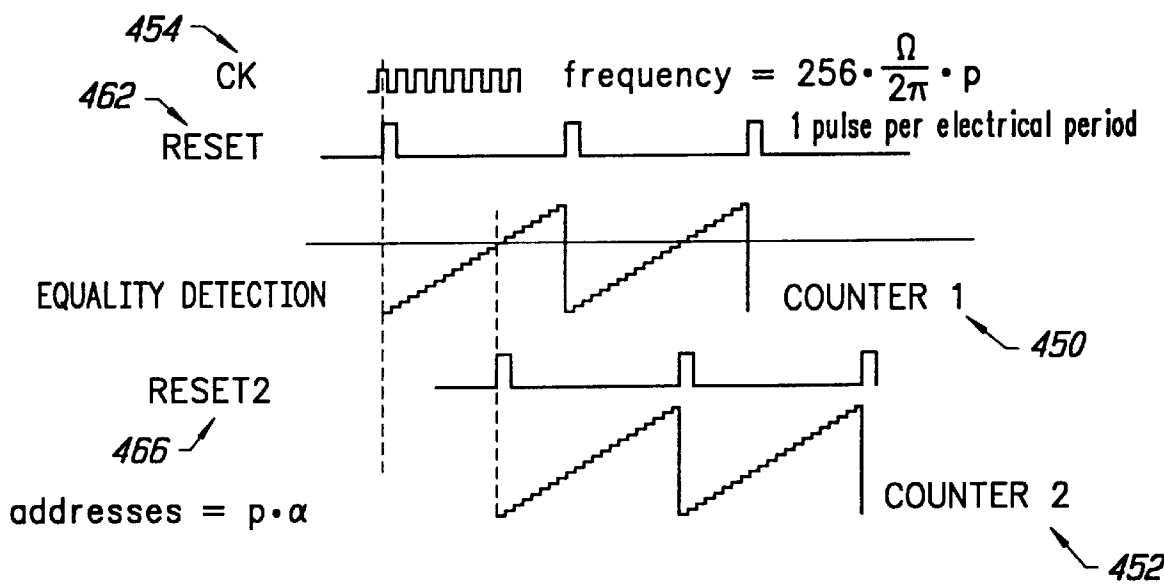 454
CK
frequency = 256·Ω/2π·p
462
RESET
1 pulse per electrical period
EQUALITY DETECTION
COUNTER 1
450
RESET2
466
COUNTER 2
addresses = p·α
452